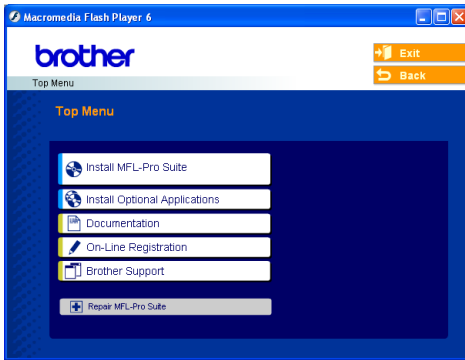 Macromedia Flash Player 6
brother
Exit
Back
Top Menu
Top Menu
Install MFL-Pro Suite
Install Optional Applications
Documentation
On-Line Registration
Brother Support
Repair MFL-Pro Suite